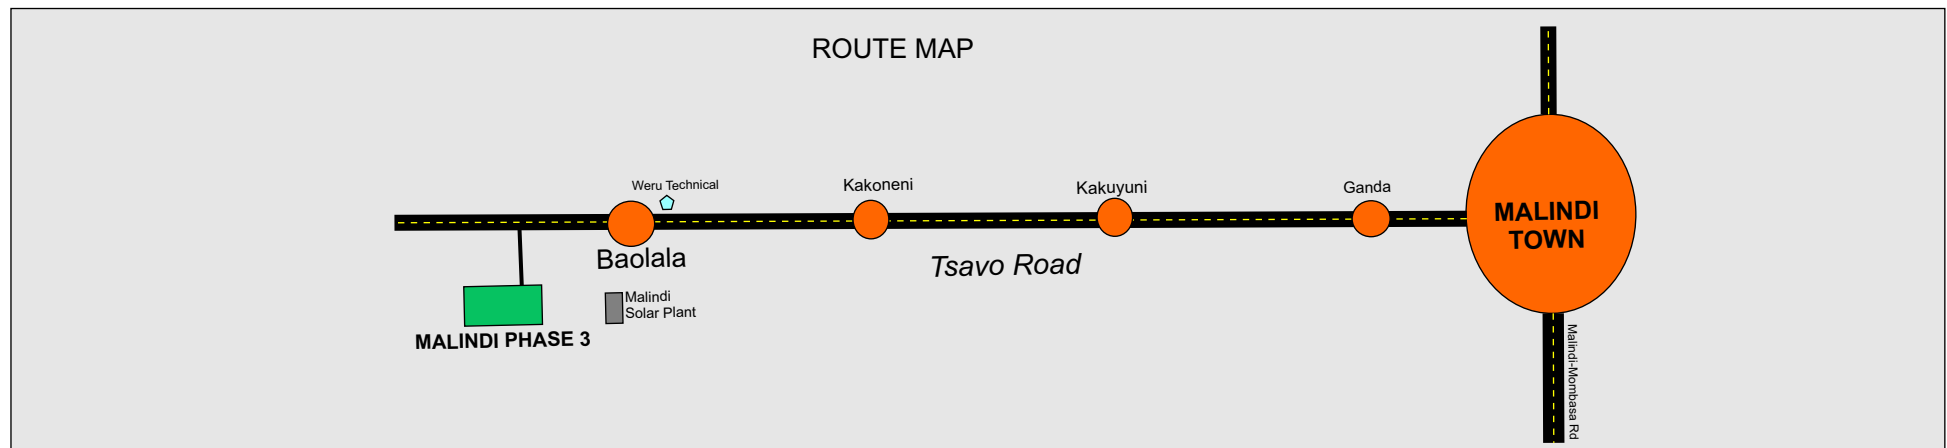 ROUTE MAP
Weru Technical
Kakoneni
Kakuyuni
Ganda
MALINDI
TOWN
Baolala
Tsavo Road
Malindi
Solar Plant
MALINDI PHASE 3
Malindi-Mombasa Rd